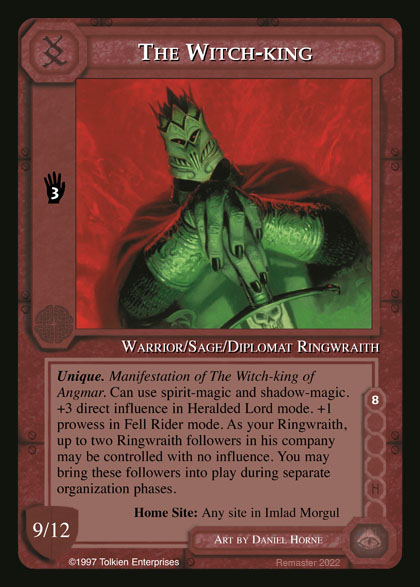 The Witch-king
3
Warrior/Sage/Diplomat Ringwraith
Unique. Manifestation of The Witch-king of
Angmar. Can use spirit-magic and shadow-magic.
+3 direct influence in Heralded Lord mode. +1
prowess in Fell Rider mode. As your Ringwraith,
up to two Ringwraith followers in his company
may be controlled with no influence. You may
bring these followers into play during separate
organization phases.
8
H
Home Site: Any site in Imlad Morgul
9/12
Art by Daniel Horne
©1997 Tolkien Enterprises
Remaster 2022